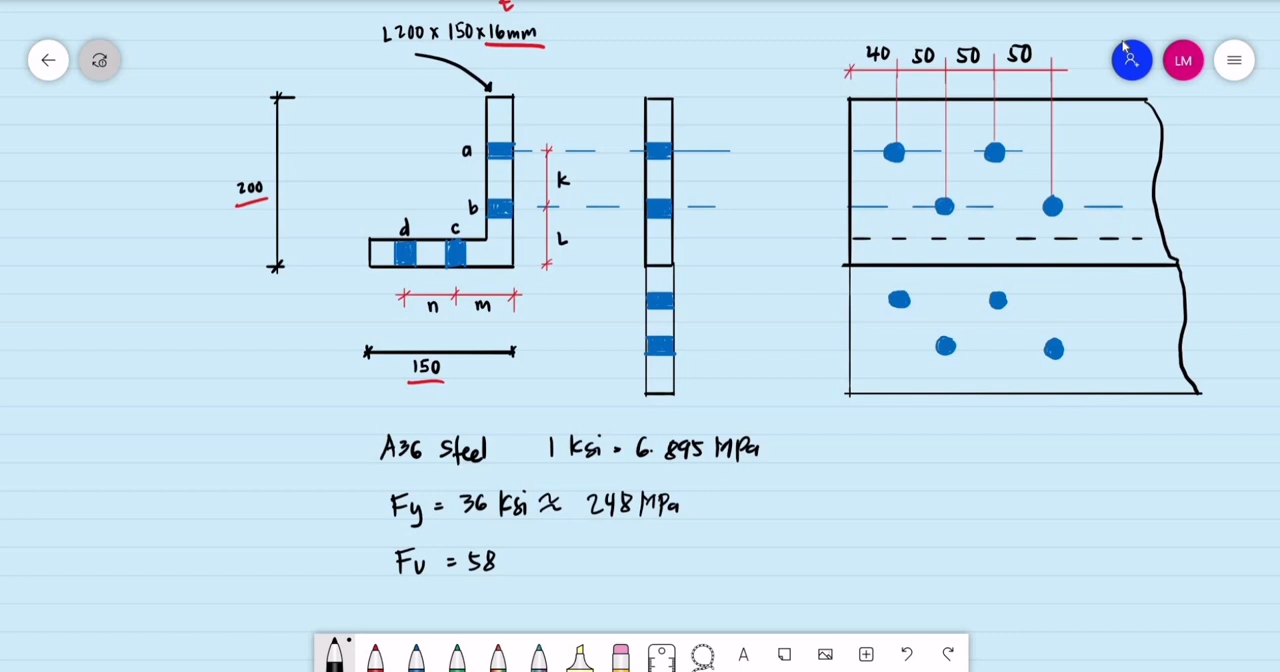 t
L200 x 150 x 16mm
40 50 50 50
LM
a
K
200
b
L
d c
n m
150
A36 Steel 1 ksi = 6.895 MPa
Fy = 36 ksi ≈ 248 MPa
Fu = 58
A